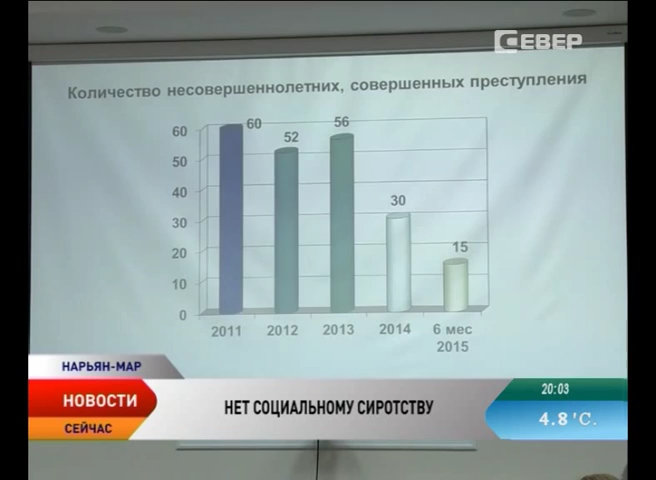 СЕВЕР
Количество несовершеннолетних, совершенных преступления
60
50
40
30
20
10
0
60
52
56
30
15
2011
2012
2013
2014
6 мес
2015
НАРЬЯН-МАР
НОВОСТИ
СЕЙЧАС
НЕТ СОЦИАЛЬНОМУ СИРОТСТВУ
20:03
4.8'C.